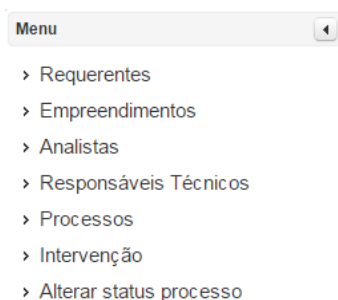 Menu
Requerentes
Empreendimentos
Analistas
Responsáveis Técnicos
Processos
Intervenção
Alterar status processo